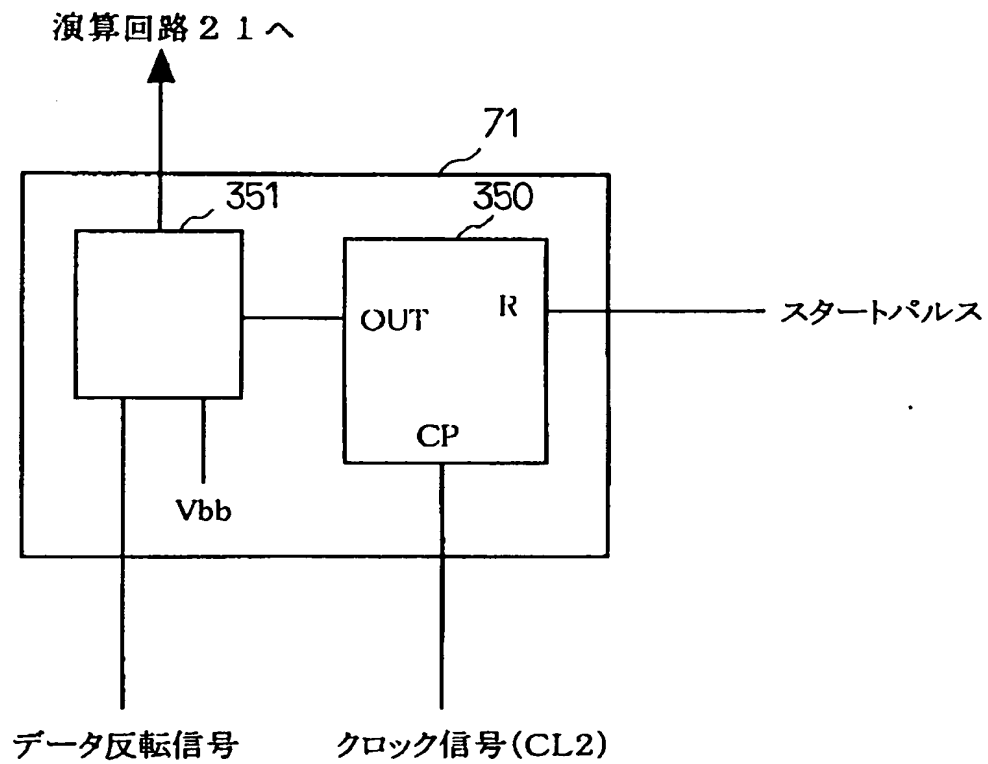 演算回路21へ
71
351
350
OUT
R
スタートパルス
CP
Vbb
データ反転信号
クロック信号(CL2)